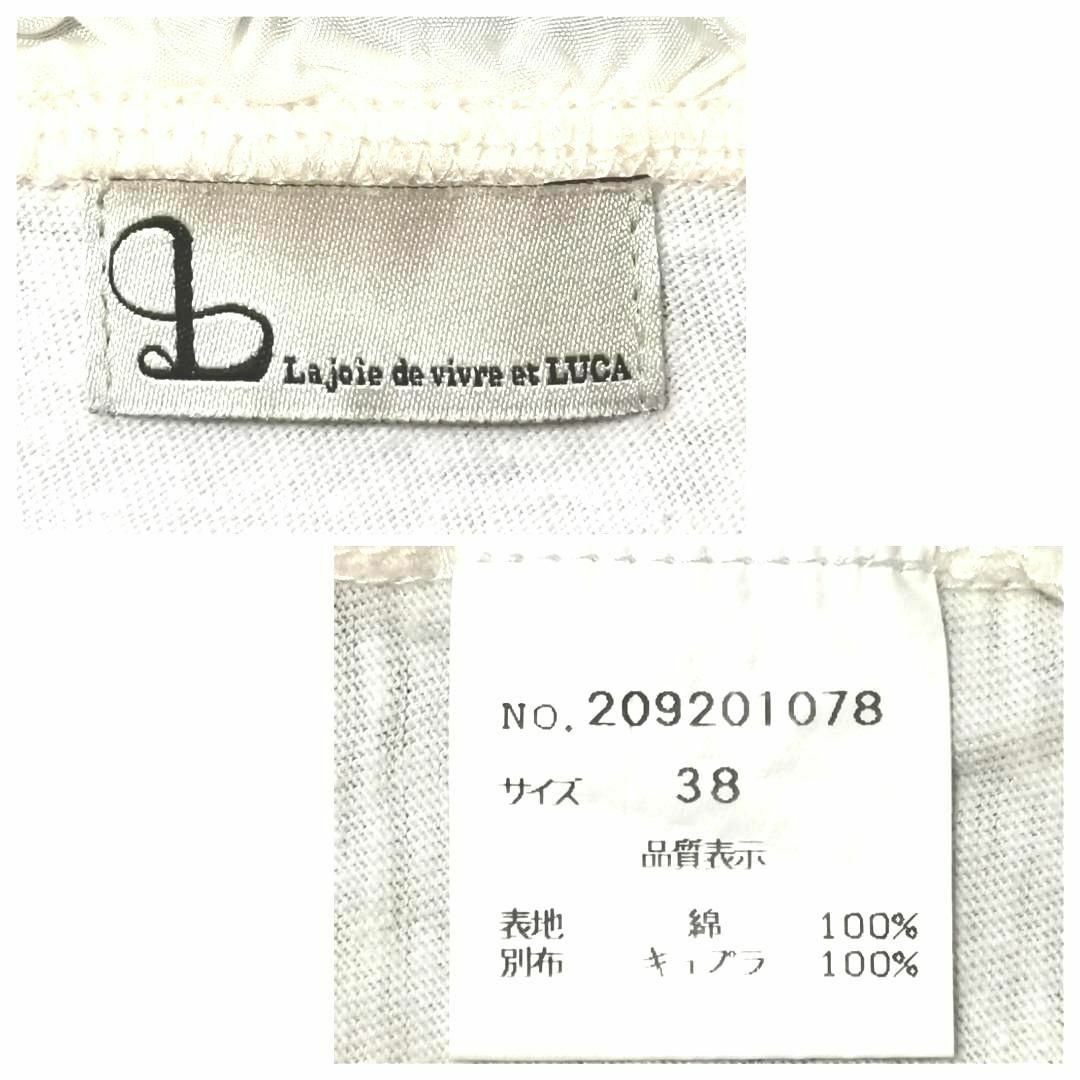 La joie de vivre et LUCA
NO. 209201078
サイズ 38
品質表示
表地 綿 100%
別布 キュプラ 100%